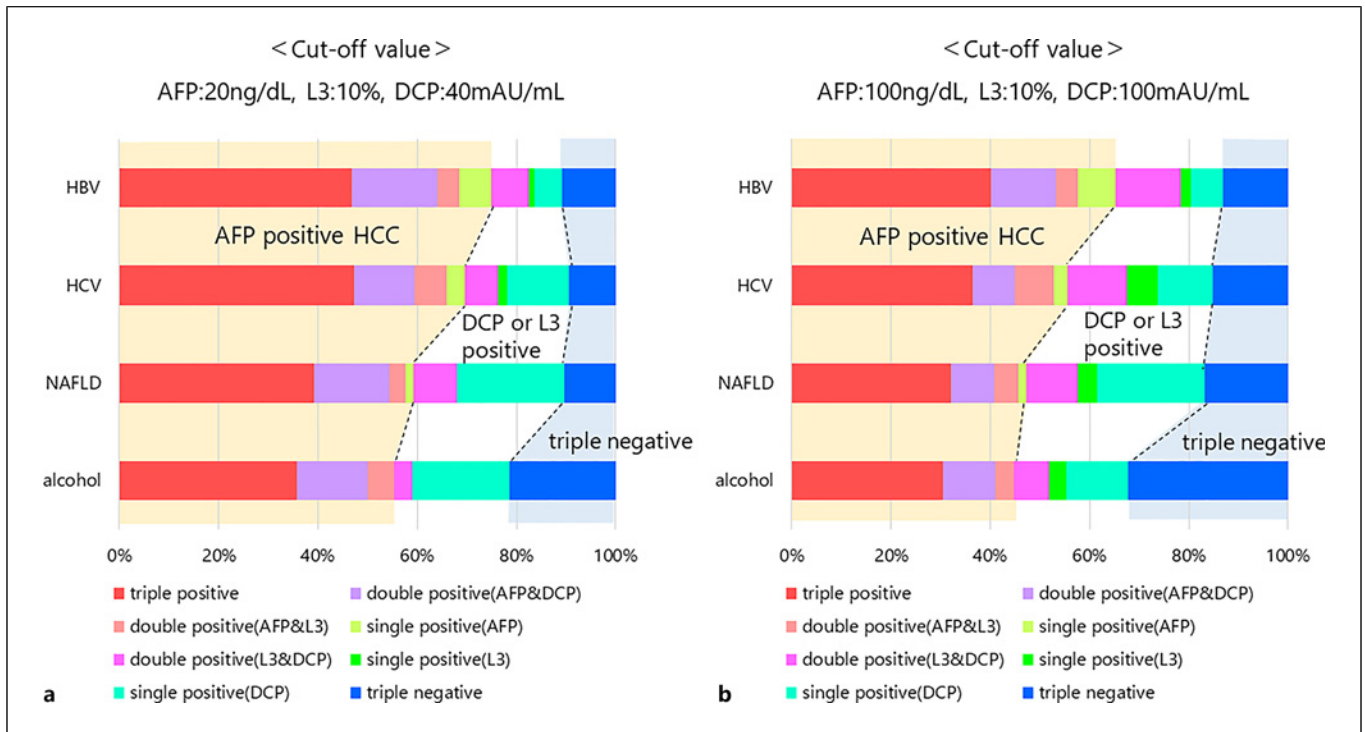 ＜Cut-off value＞
AFP:20ng/dL, L3:10%, DCP:40mAU/mL
HBV
AFP positive HCC
HCV
DCP or L3
positive
NAFLD
triple negative
alcohol
0% 20% 40% 60% 80% 100%
triple positive double positive(AFP&DCP)
double positive(AFP&L3) single positive(AFP)
double positive(L3&DCP) single positive(L3)
single positive(DCP) triple negative
a
＜Cut-off value＞
AFP:100ng/dL, L3:10%, DCP:100mAU/mL
HBV
AFP positive HCC
HCV
DCP or L3
positive
NAFLD
triple negative
alcohol
0% 20% 40% 60% 80% 100%
triple positive double positive(AFP&DCP)
double positive(AFP&L3) single positive(AFP)
double positive(L3&DCP) single positive(L3)
single positive(DCP) triple negative
b